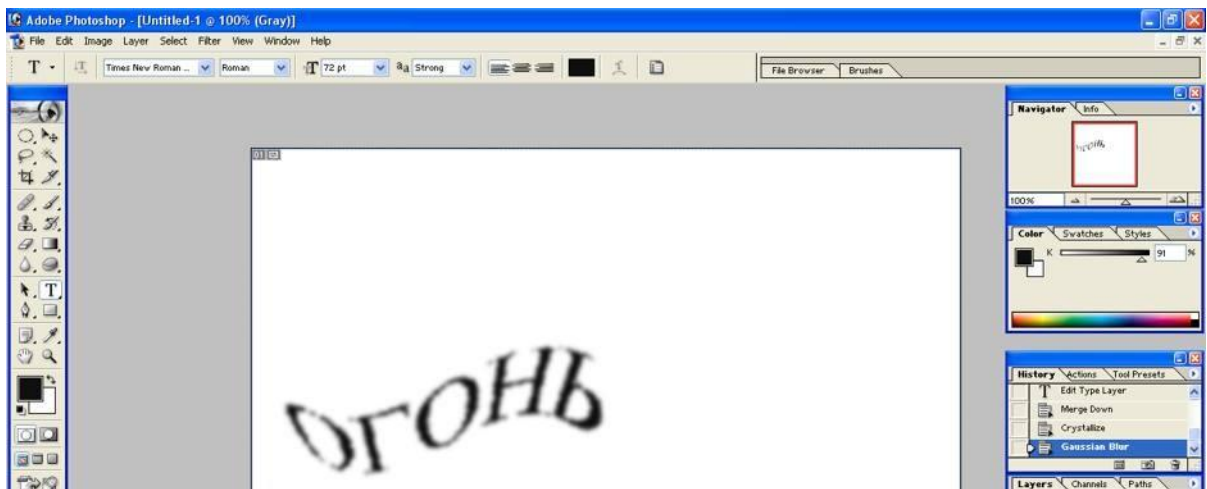 Adobe Photoshop - [Untitled-1 @ 100% (Gray)]
File Edit Image Layer Select Filter View Window Help
T Times New Roman ... Roman T 72 pt aa Strong File Browser Brushes
Navigator Info
огонь
100%
Color Swatches Styles
K 91 %
T
огонь
History Actions Tool Presets
T Edit Type Layer
Merge Down
Crystallize
Gaussian Blur
Layers Channels Paths